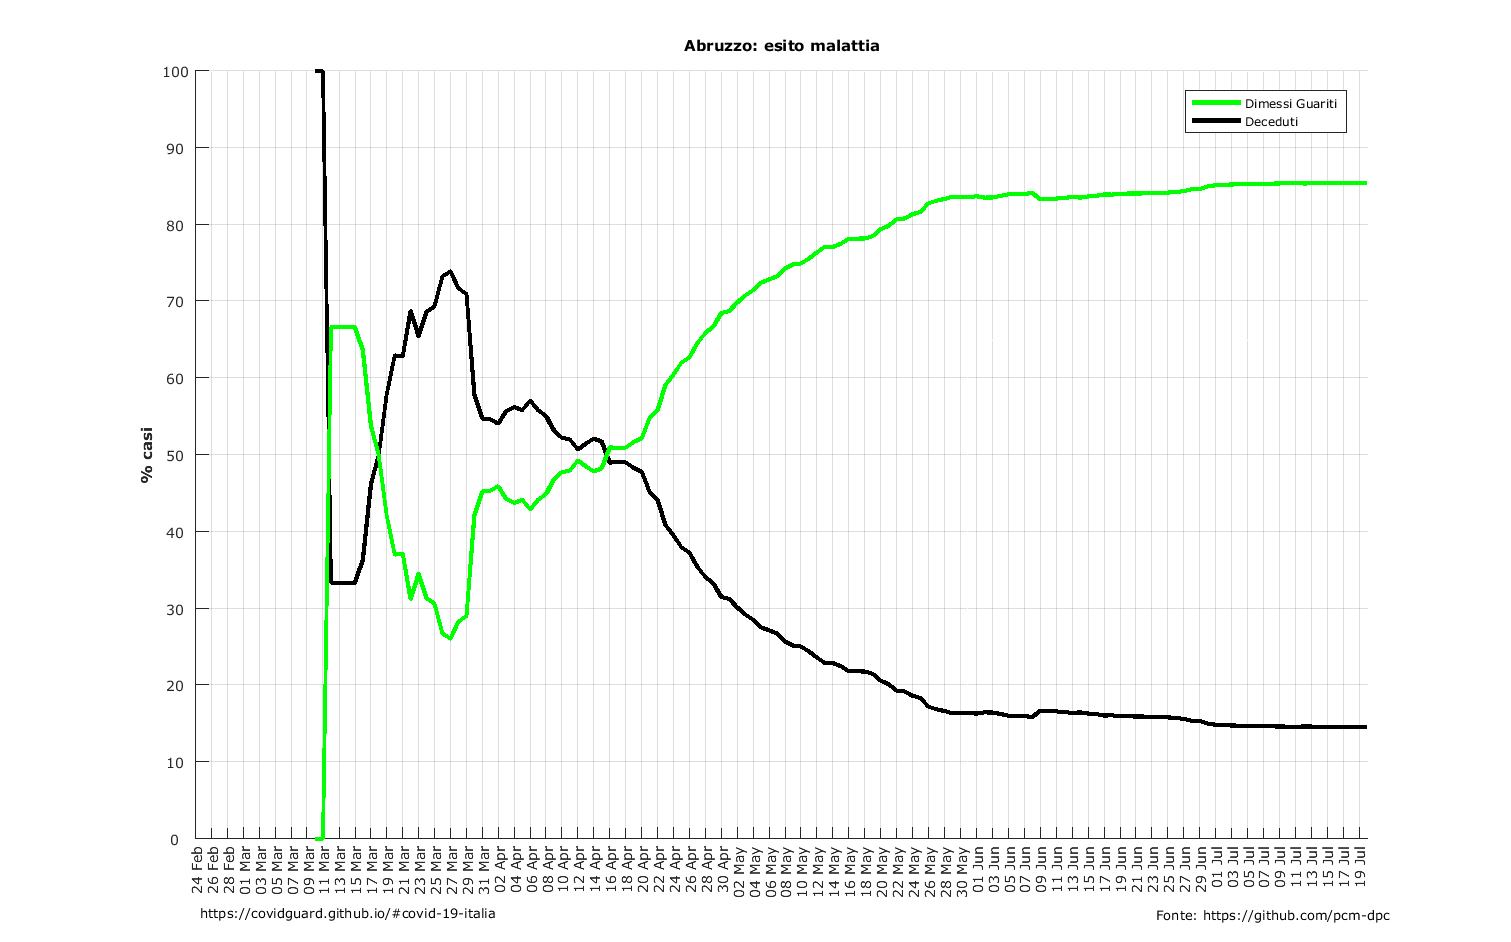 Abruzzo: esito malattia
Dimessi Guariti
Deceduti
% casi
100
90
80
70
60
50
40
30
20
10
0
24 Feb
26 Feb
28 Feb
01 Mar
03 Mar
05 Mar
07 Mar
09 Mar
11 Mar
13 Mar
15 Mar
17 Mar
19 Mar
21 Mar
23 Mar
25 Mar
27 Mar
29 Mar
31 Mar
02 Apr
04 Apr
06 Apr
08 Apr
10 Apr
12 Apr
14 Apr
16 Apr
18 Apr
20 Apr
22 Apr
24 Apr
26 Apr
28 Apr
30 Apr
02 May
04 May
06 May
08 May
10 May
12 May
14 May
16 May
18 May
20 May
22 May
24 May
26 May
28 May
30 May
01 Jun
03 Jun
05 Jun
07 Jun
09 Jun
11 Jun
13 Jun
15 Jun
17 Jun
19 Jun
21 Jun
23 Jun
25 Jun
27 Jun
29 Jun
01 Jul
03 Jul
05 Jul
07 Jul
09 Jul
11 Jul
13 Jul
15 Jul
17 Jul
19 Jul
https://covidguard.github.io/#covid-19-italia
Fonte: https://github.com/pcm-dpc